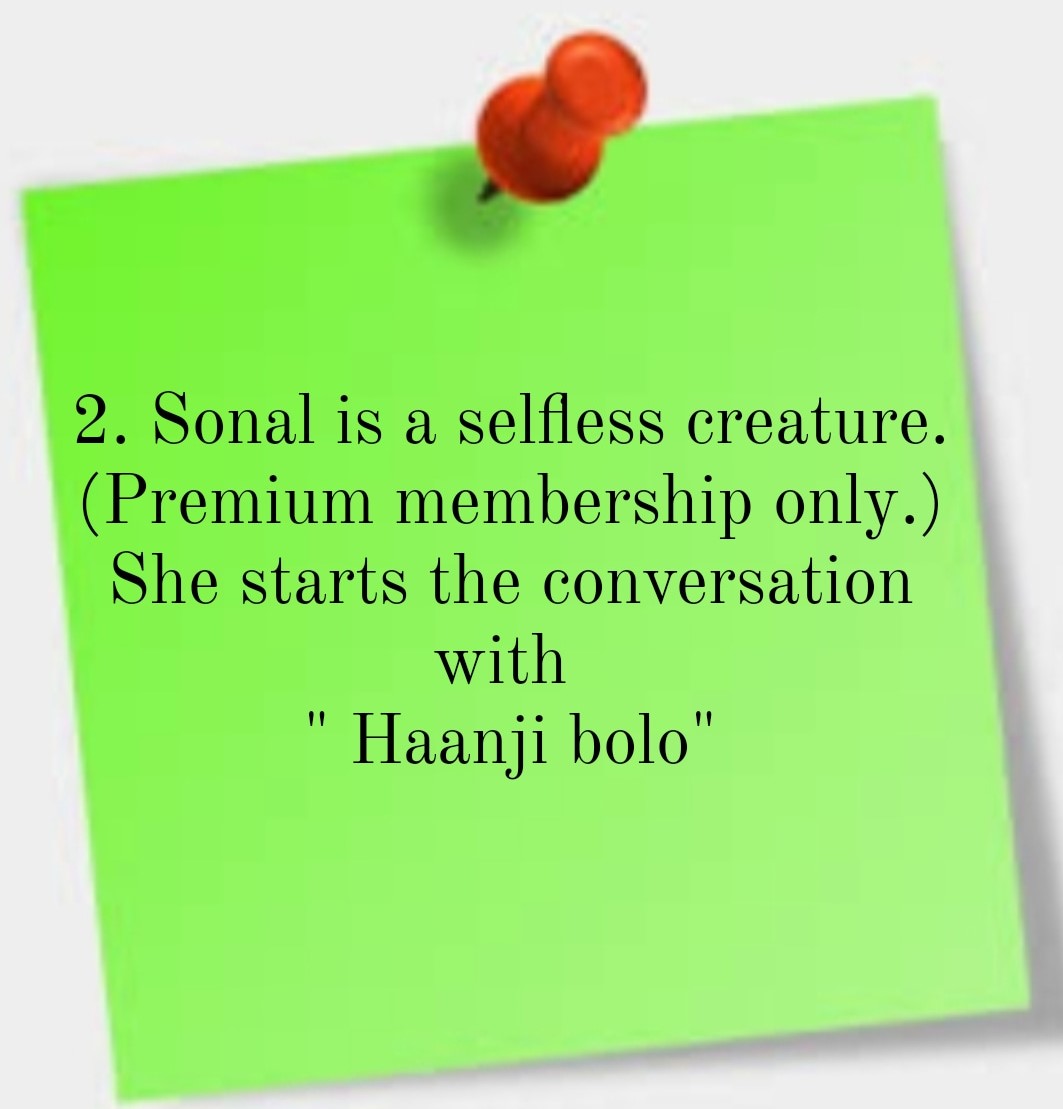 2. Sonal is a selfless creature.
(Premium membership only.)
She starts the conversation
with
" Haanji bolo"